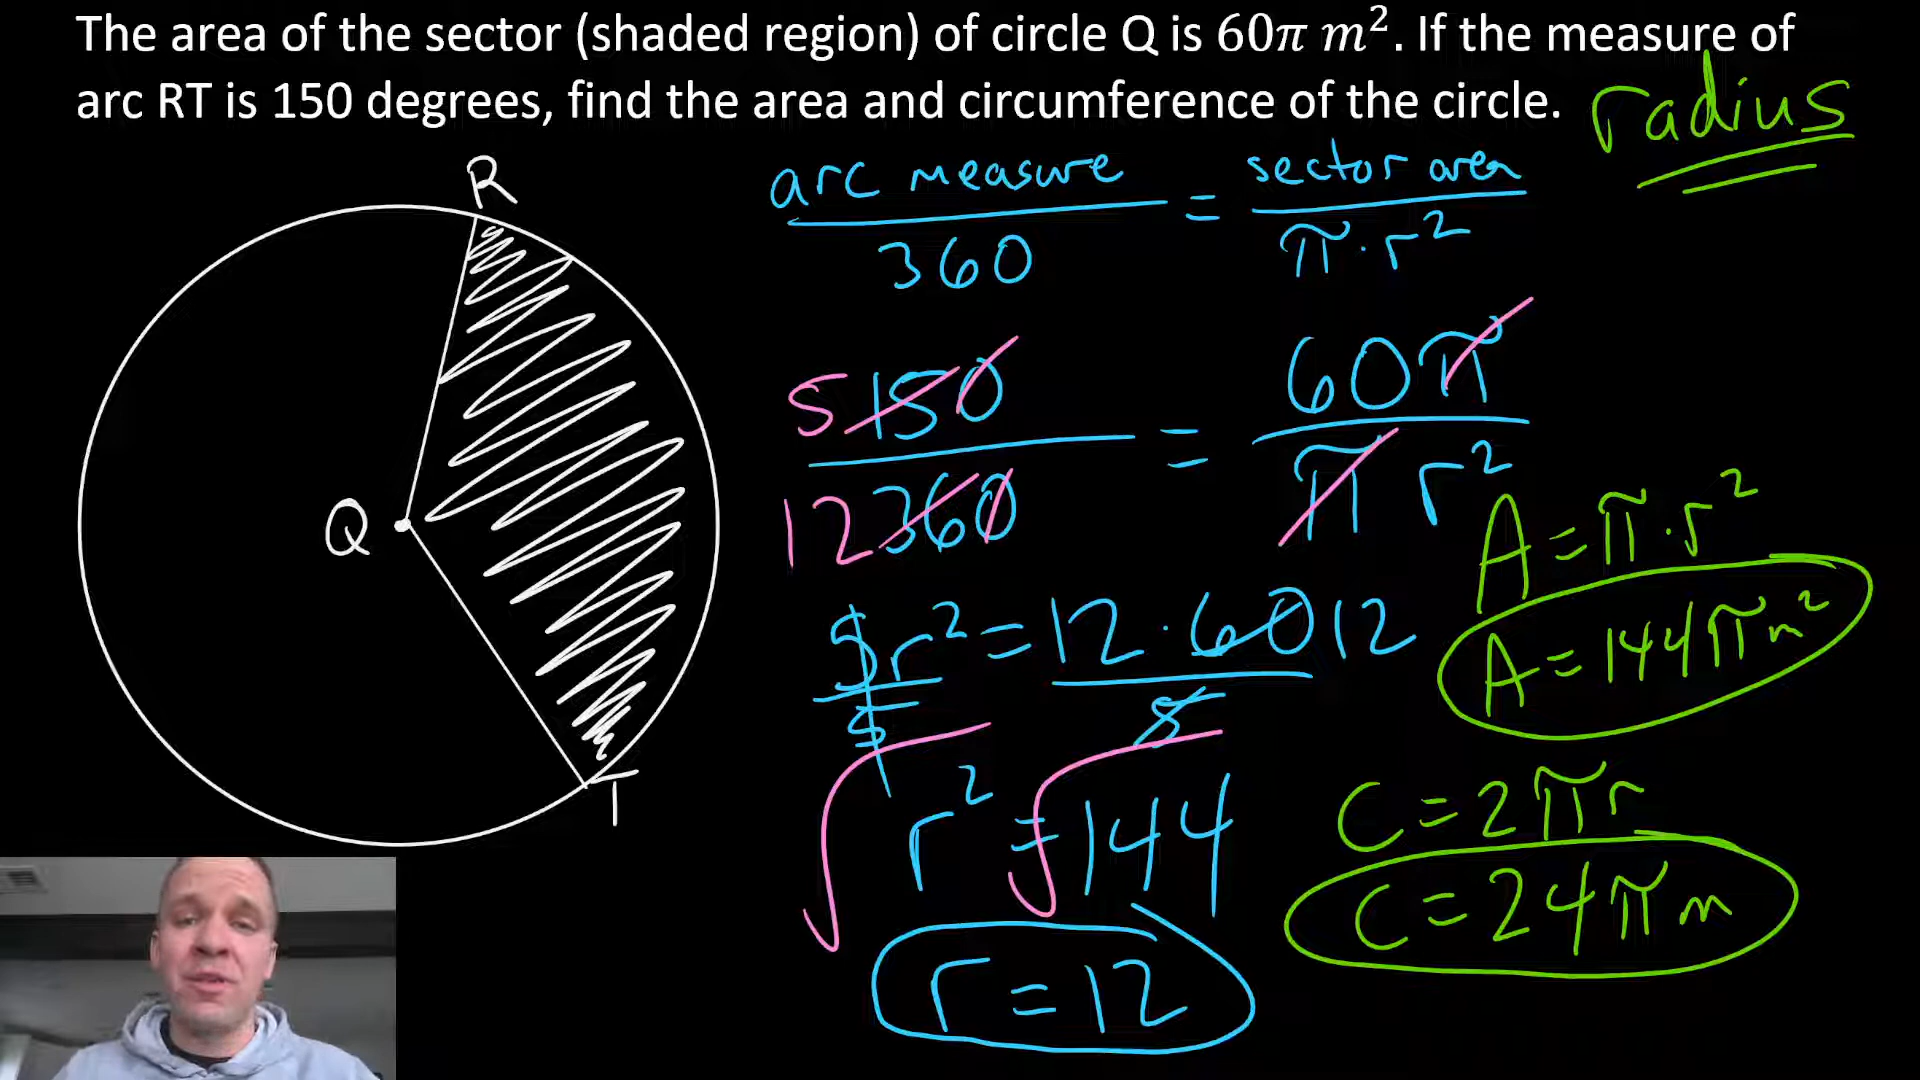 The area of the sector (shaded region) of circle Q is 60π m². If the measure of
arc RT is 150 degrees, find the area and circumference of the circle.
radius
R
Q
T
arc measure / 360 = sector area / π · r²
5 150 / 12 360 = 60π / π r²
5r² / 5 = 12 · 60 12 / 5
√r² = √144
r = 12
A = π · r²
A = 144π m²
C = 2πr
C = 24π m